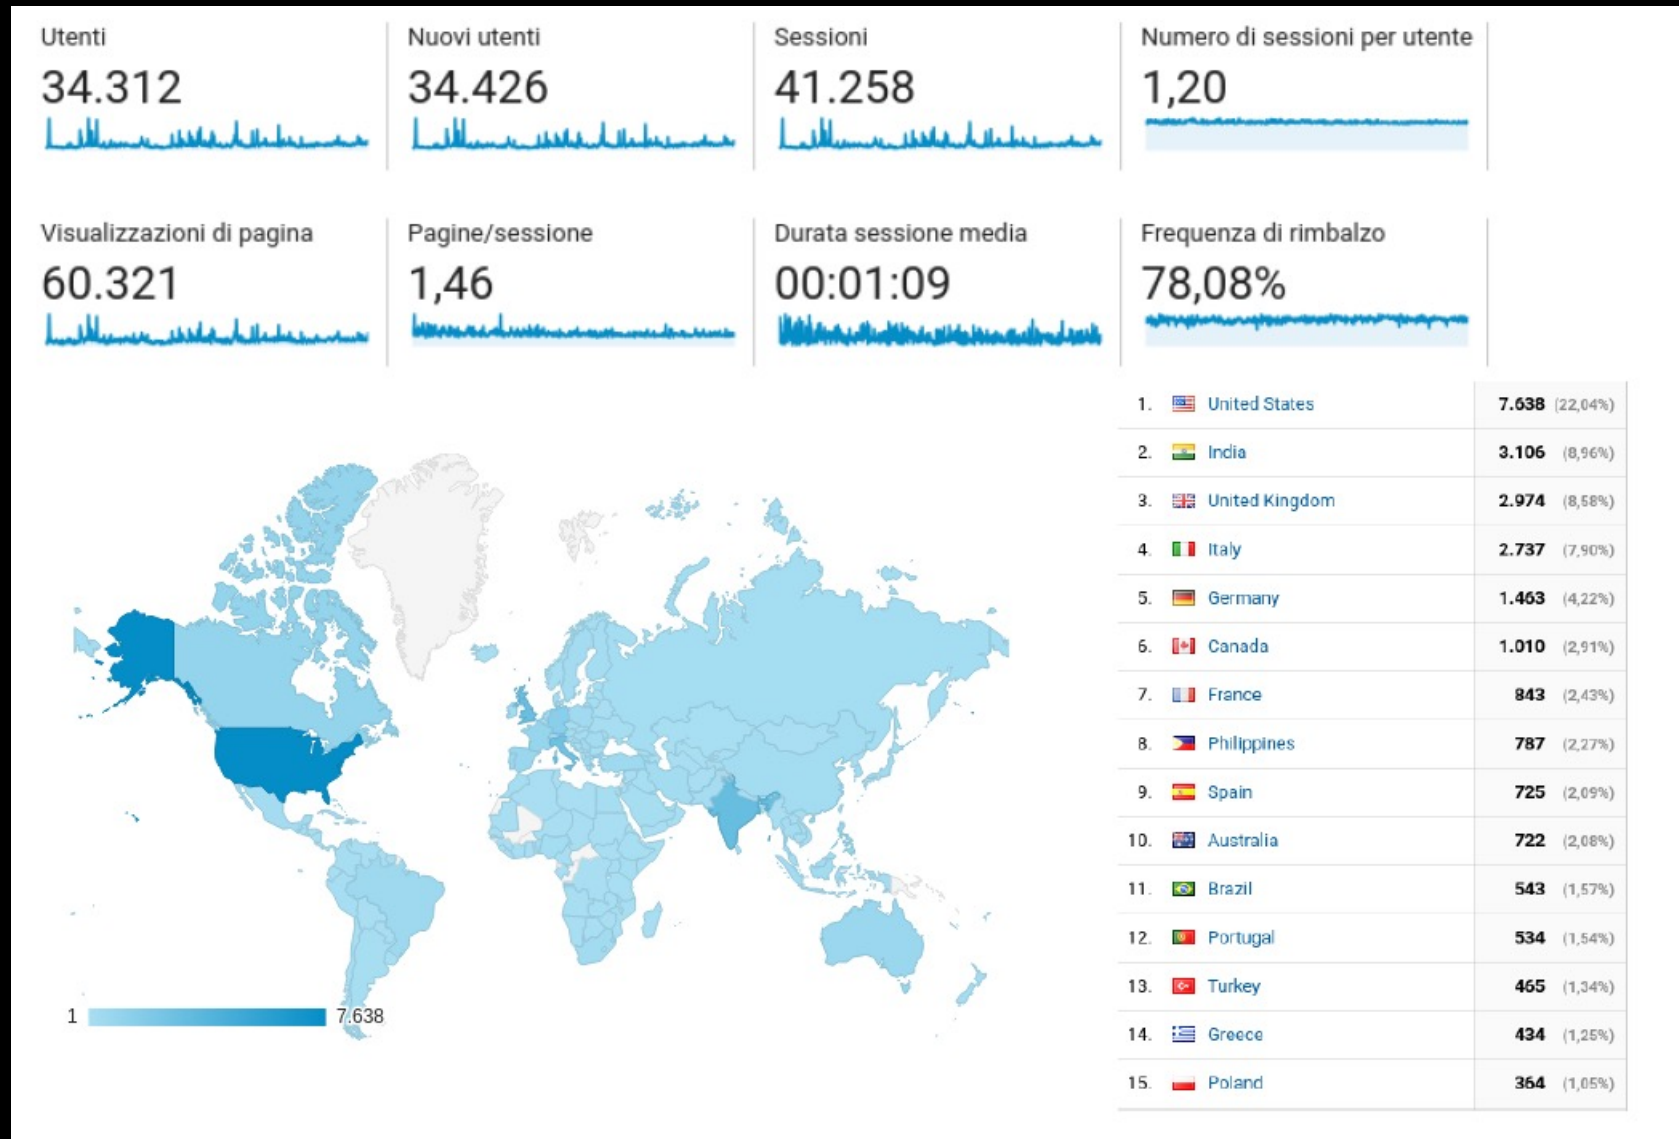 Utenti
34.312
Nuovi utenti
34.426
Sessioni
41.258
Numero di sessioni per utente
1,20
Visualizzazioni di pagina
60.321
Pagine/sessione
1,46
Durata sessione media
00:01:09
Frequenza di rimbalzo
78,08%
1. United States 7.638 (22,04%)
2. India 3.106 (8,96%)
3. United Kingdom 2.974 (8,58%)
4. Italy 2.737 (7,90%)
5. Germany 1.463 (4,22%)
6. Canada 1.010 (2,91%)
7. France 843 (2,43%)
8. Philippines 787 (2,27%)
9. Spain 725 (2,09%)
10. Australia 722 (2,08%)
11. Brazil 543 (1,57%)
12. Portugal 534 (1,54%)
13. Turkey 465 (1,34%)
14. Greece 434 (1,25%)
15. Poland 364 (1,05%)
1 7.638